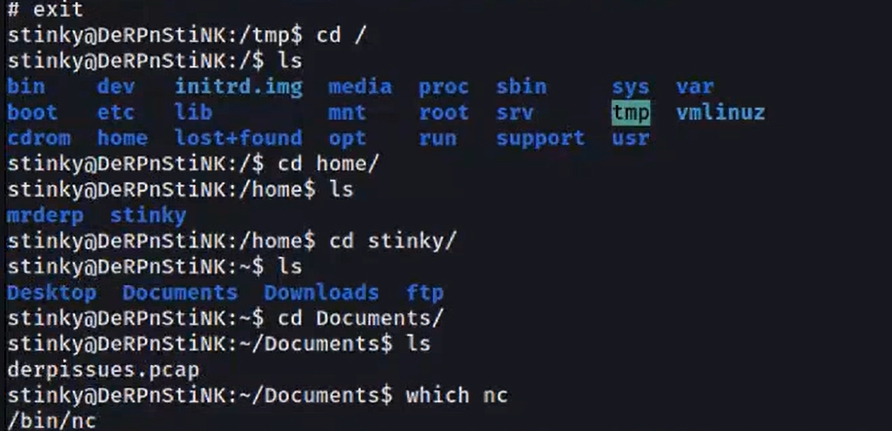 # exit
stinky@DeRPnStiNK:/tmp$ cd /
stinky@DeRPnStiNK:/$ ls
bin dev initrd.img media proc sbin sys var
boot etc lib mnt root srv tmp vmlinuz
cdrom home lost+found opt run support usr
stinky@DeRPnStiNK:/$ cd home/
stinky@DeRPnStiNK:/home$ ls
mrderp stinky
stinky@DeRPnStiNK:/home$ cd stinky/
stinky@DeRPnStiNK:~$ ls
Desktop Documents Downloads ftp
stinky@DeRPnStiNK:~$ cd Documents/
stinky@DeRPnStiNK:~/Documents$ ls
derpissues.pcap
stinky@DeRPnStiNK:~/Documents$ which nc
/bin/nc